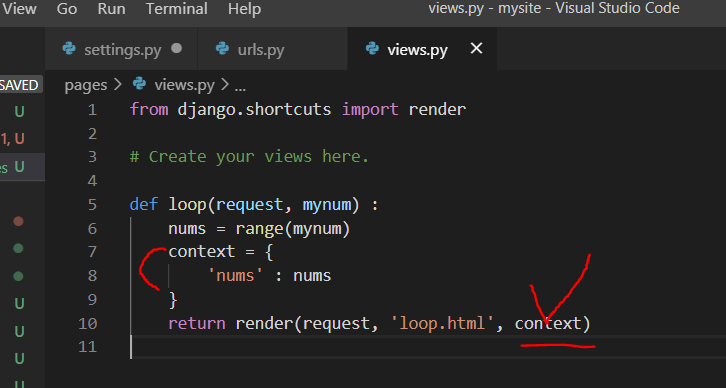 View Go Run Terminal Help views.py - mysite - Visual Studio Code
settings.py urls.py views.py
SAVED pages > views.py > ...
U
1, U
es U
U
U
U
U
1 from django.shortcuts import render
2
3 # Create your views here.
4
5 def loop(request, mynum) :
6 nums = range(mynum)
7 context = {
8 'nums' : nums
9 }
10 return render(request, 'loop.html', context)
11